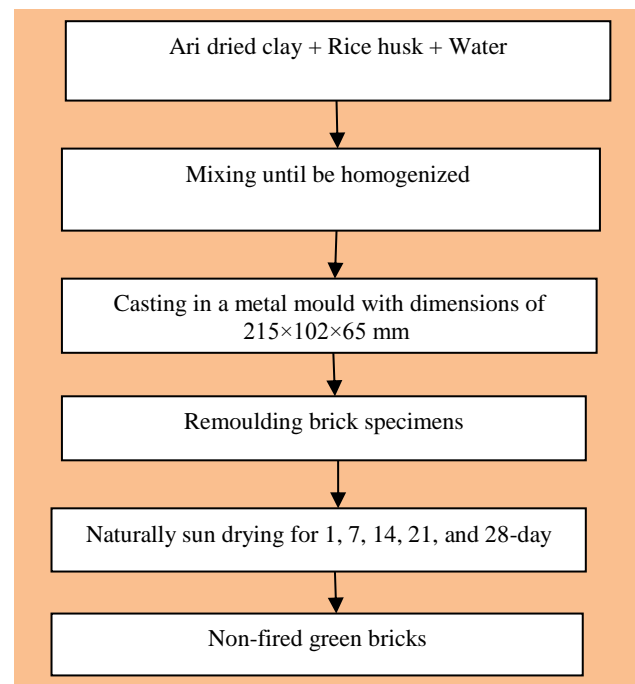 Ari dried clay + Rice husk + Water
Mixing until be homogenized
Casting in a metal mould with dimensions of
215×102×65 mm
Remoulding brick specimens
Naturally sun drying for 1, 7, 14, 21, and 28-day
Non-fired green bricks